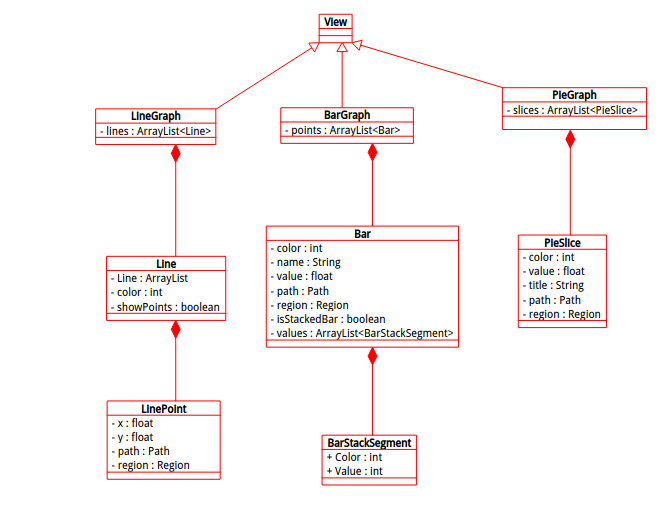 View
LineGraph
- lines : ArrayList<Line>
BarGraph
- points : ArrayList<Bar>
PieGraph
- slices : ArrayList<PieSlice>
Line
- Line : ArrayList
- color : int
- showPoints : boolean
Bar
- color : int
- name : String
- value : float
- path : Path
- region : Region
- isStackedBar : boolean
- values : ArrayList<BarStackSegment>
PieSlice
- color : int
- value : float
- title : String
- path : Path
- region : Region
LinePoint
- x : float
- y : float
- path : Path
- region : Region
BarStackSegment
+ Color : int
+ Value : int